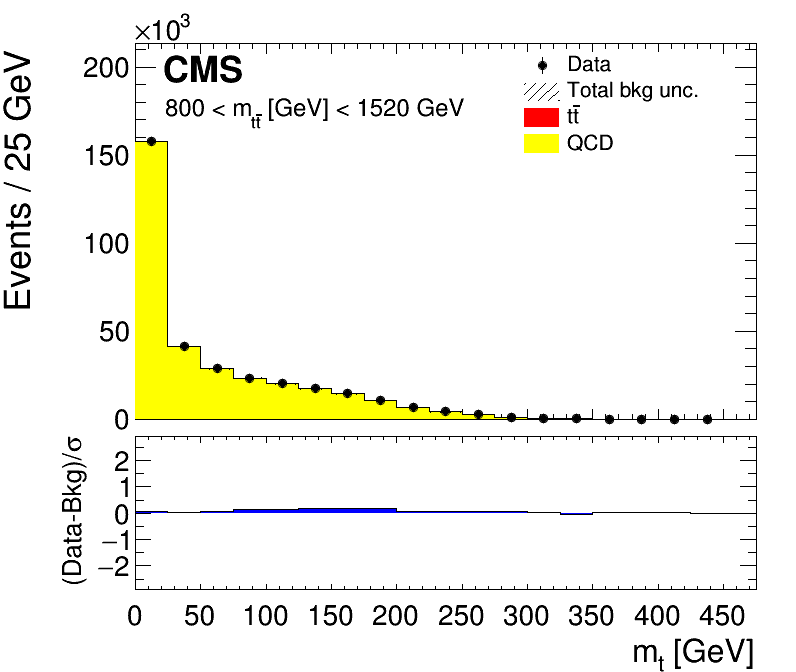 ×10³
Events / 25 GeV
CMS
800 < m_tt̄ [GeV] < 1520 GeV
Data
Total bkg unc.
tt̄
QCD
200
150
100
50
0
(Data-Bkg)/σ
2
1
0
−1
−2
0 50 100 150 200 250 300 350 400 450
m_t [GeV]